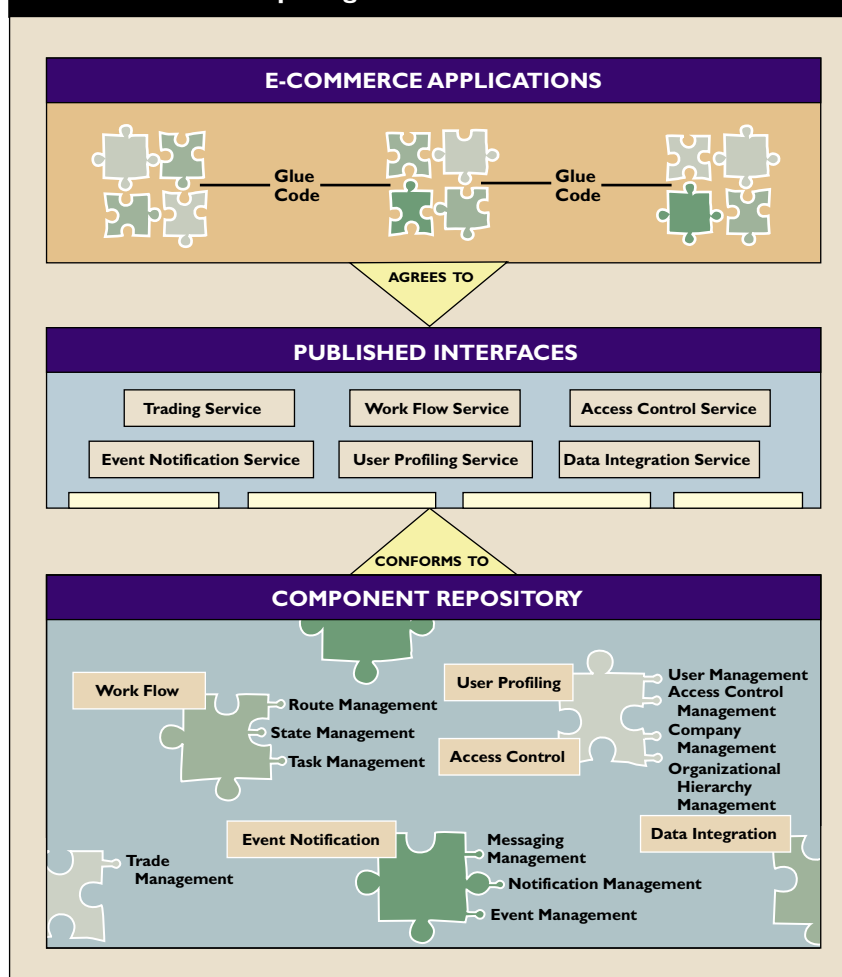 E-COMMERCE APPLICATIONS
Glue
Code
Glue
Code
AGREES TO
PUBLISHED INTERFACES
Trading Service
Work Flow Service
Access Control Service
Event Notification Service
User Profiling Service
Data Integration Service
CONFORMS TO
COMPONENT REPOSITORY
Work Flow
Route Management
State Management
Task Management
User Profiling
Access Control
User Management
Access Control
Management
Company
Management
Organizational
Hierarchy
Management
Trade
Management
Event Notification
Messaging
Management
Notification Management
Event Management
Data Integration